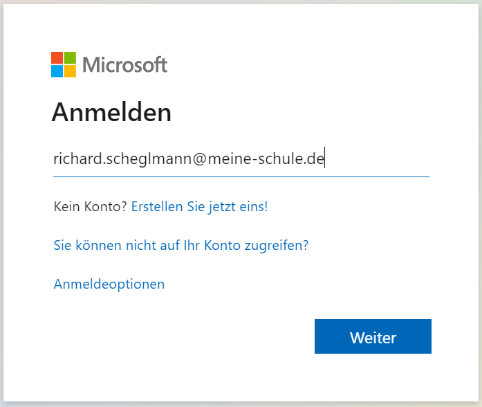 Microsoft
Anmelden
richard.scheglmann@meine-schule.de
Kein Konto? Erstellen Sie jetzt eins!
Sie können nicht auf Ihr Konto zugreifen?
Anmeldeoptionen
Weiter